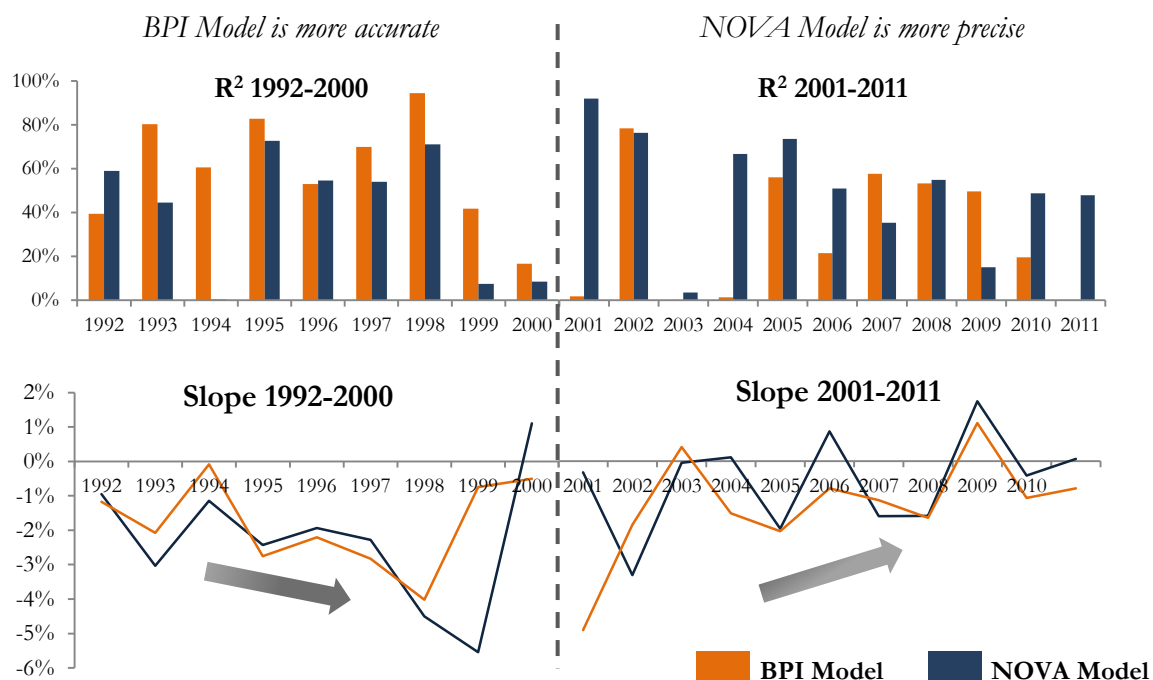 BPI Model is more accurate
NOVA Model is more precise
R² 1992-2000
100%
80%
60%
40%
20%
0%
1992 1993 1994 1995 1996 1997 1998 1999 2000
R² 2001-2011
2001 2002 2003 2004 2005 2006 2007 2008 2009 2010 2011
Slope 1992-2000
2%
1%
0%
-1%
-2%
-3%
-4%
-5%
-6%
1992 1993 1994 1995 1996 1997 1998 1999 2000
Slope 2001-2011
2001 2002 2003 2004 2005 2006 2007 2008 2009 2010
BPI Model
NOVA Model